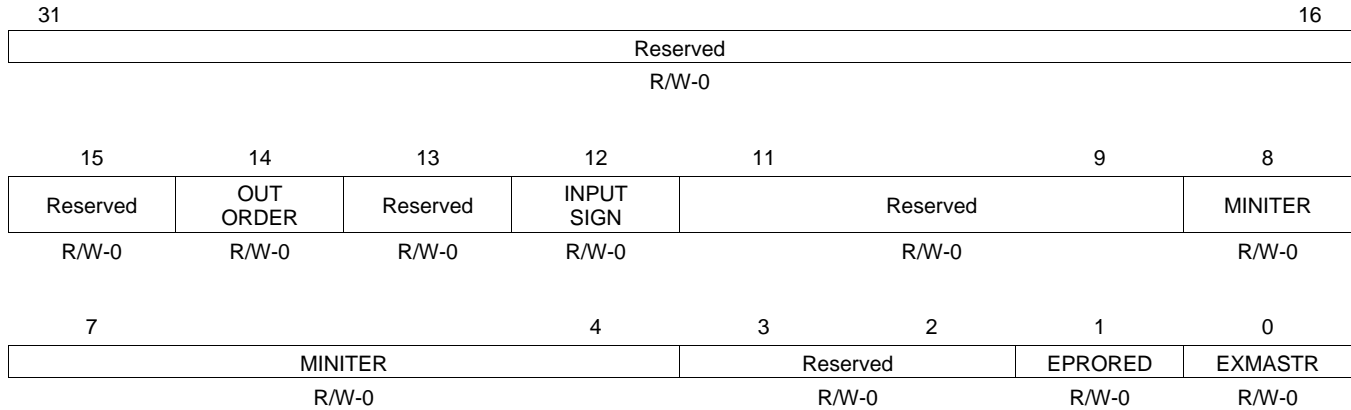 31 16
Reserved
R/W-0
15 14 13 12 11 9 8
Reserved OUT ORDER Reserved INPUT SIGN Reserved MINITER
R/W-0 R/W-0 R/W-0 R/W-0 R/W-0 R/W-0
7 4 3 2 1 0
MINITER Reserved EPRORED EXMASTR
R/W-0 R/W-0 R/W-0 R/W-0